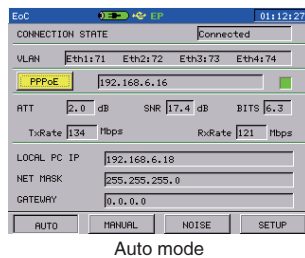 EoC EP 01:12:27
CONNECTION STATE Connected
VLAN Eth1:71 Eth2:72 Eth3:73 Eth4:74
PPPoE 192.168.6.16
ATT 2.0 dB SNR 17.4 dB BITS 6.3
TxRate 134 Mbps RxRate 121 Mbps
LOCAL PC IP 192.168.6.18
NET MASK 255.255.255.0
GATEWAY 0.0.0.0
AUTO MANUAL NOISE SETUP
Auto mode